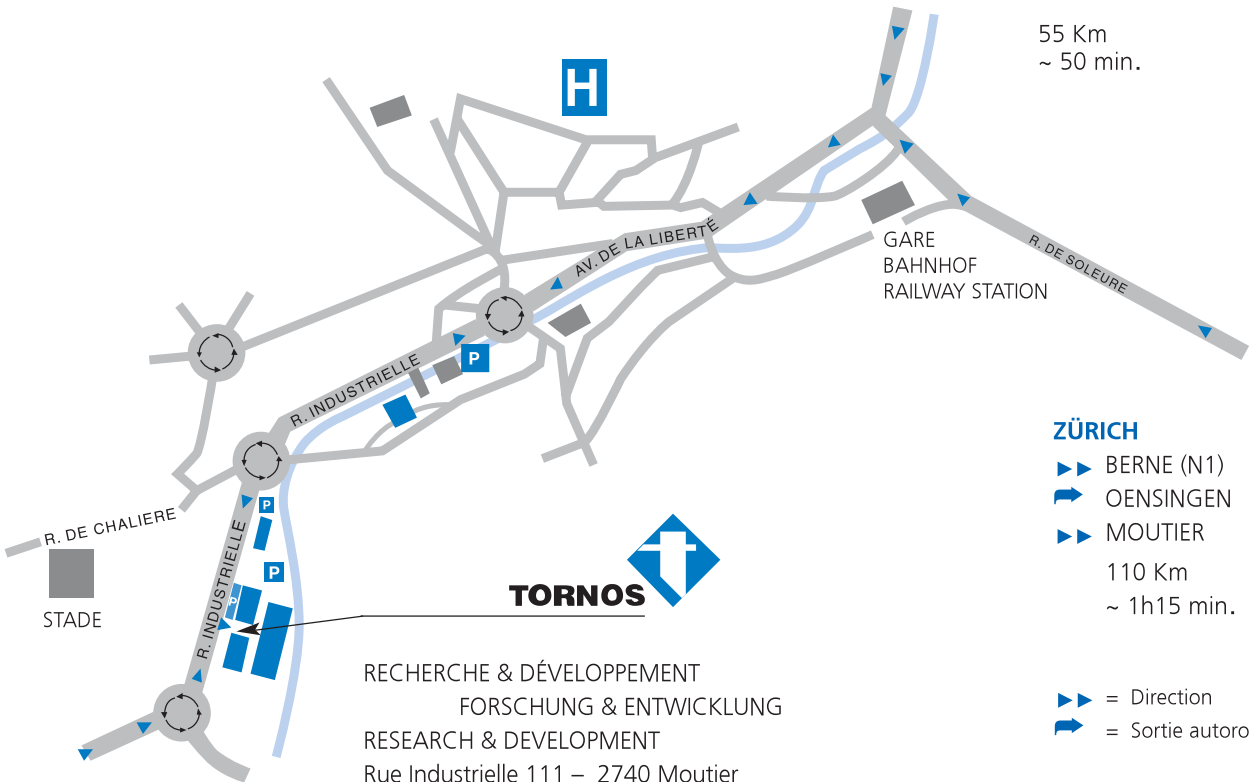 55 Km
~ 50 min.
H
AV. DE LA LIBERTÉ
GARE
BAHNHOF
RAILWAY STATION
R. DE SOLEURE
R. INDUSTRIELLE
P
ZÜRICH
BERNE (N1)
OENSINGEN
MOUTIER
110 Km
~ 1h15 min.
R. DE CHALIERE
STADE
P
P
P
R. INDUSTRIELLE
TORNOS
RECHERCHE & DÉVELOPPEMENT
FORSCHUNG & ENTWICKLUNG
RESEARCH & DEVELOPMENT
Rue Industrielle 111 – 2740 Moutier
= Direction
= Sortie autoro